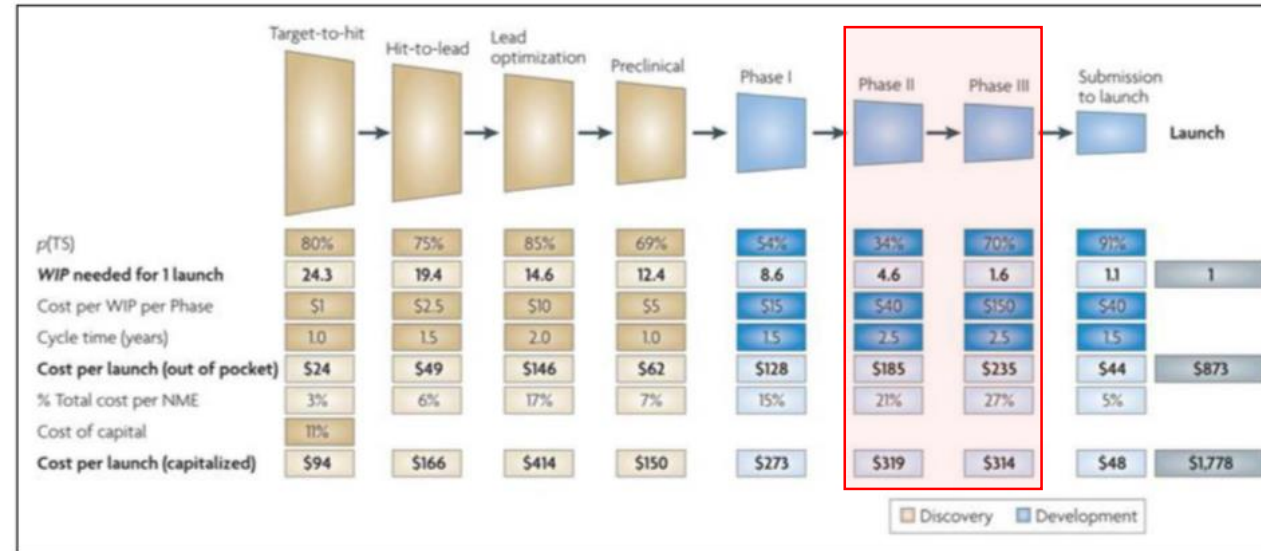 Target-to-hit
Hit-to-lead
Lead
optimization
Preclinical
Phase I
Phase II
Phase III
Submission
to launch
Launch
p(TS) 80% 75% 85% 69% 54% 34% 70% 91%
WIP needed for 1 launch 24.3 19.4 14.6 12.4 8.6 4.6 1.6 1.1 1
Cost per WIP per Phase $1 $2.5 $10 $5 $15 $40 $150 $40
Cycle time (years) 1.0 1.5 2.0 1.0 1.5 2.5 2.5 1.5
Cost per launch (out of pocket) $24 $49 $146 $62 $128 $185 $235 $44 $873
% Total cost per NME 3% 6% 17% 7% 15% 21% 27% 5%
Cost of capital 11%
Cost per launch (capitalized) $94 $166 $414 $150 $273 $319 $314 $48 $1,778
Discovery Development